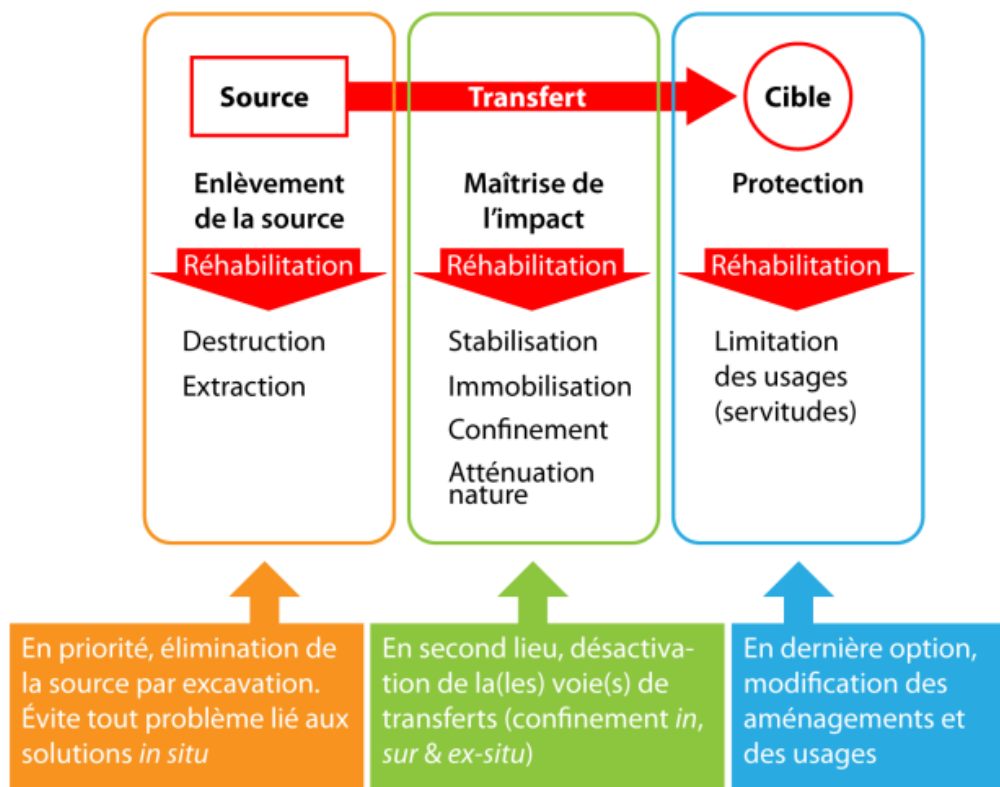 Source
Transfert
Cible
Enlèvement
de la source
Réhabilitation
Destruction
Extraction
Maîtrise de
l'impact
Réhabilitation
Stabilisation
Immobilisation
Confinement
Atténuation
nature
Protection
Réhabilitation
Limitation
des usages
(servitudes)
En priorité, élimination de
la source par excavation.
Évite tout problème lié aux
solutions in situ
En second lieu, désactiva-
tion de la(les) voie(s) de
transferts (confinement in,
sur & ex-situ)
En dernière option,
modification des
aménagements et
des usages